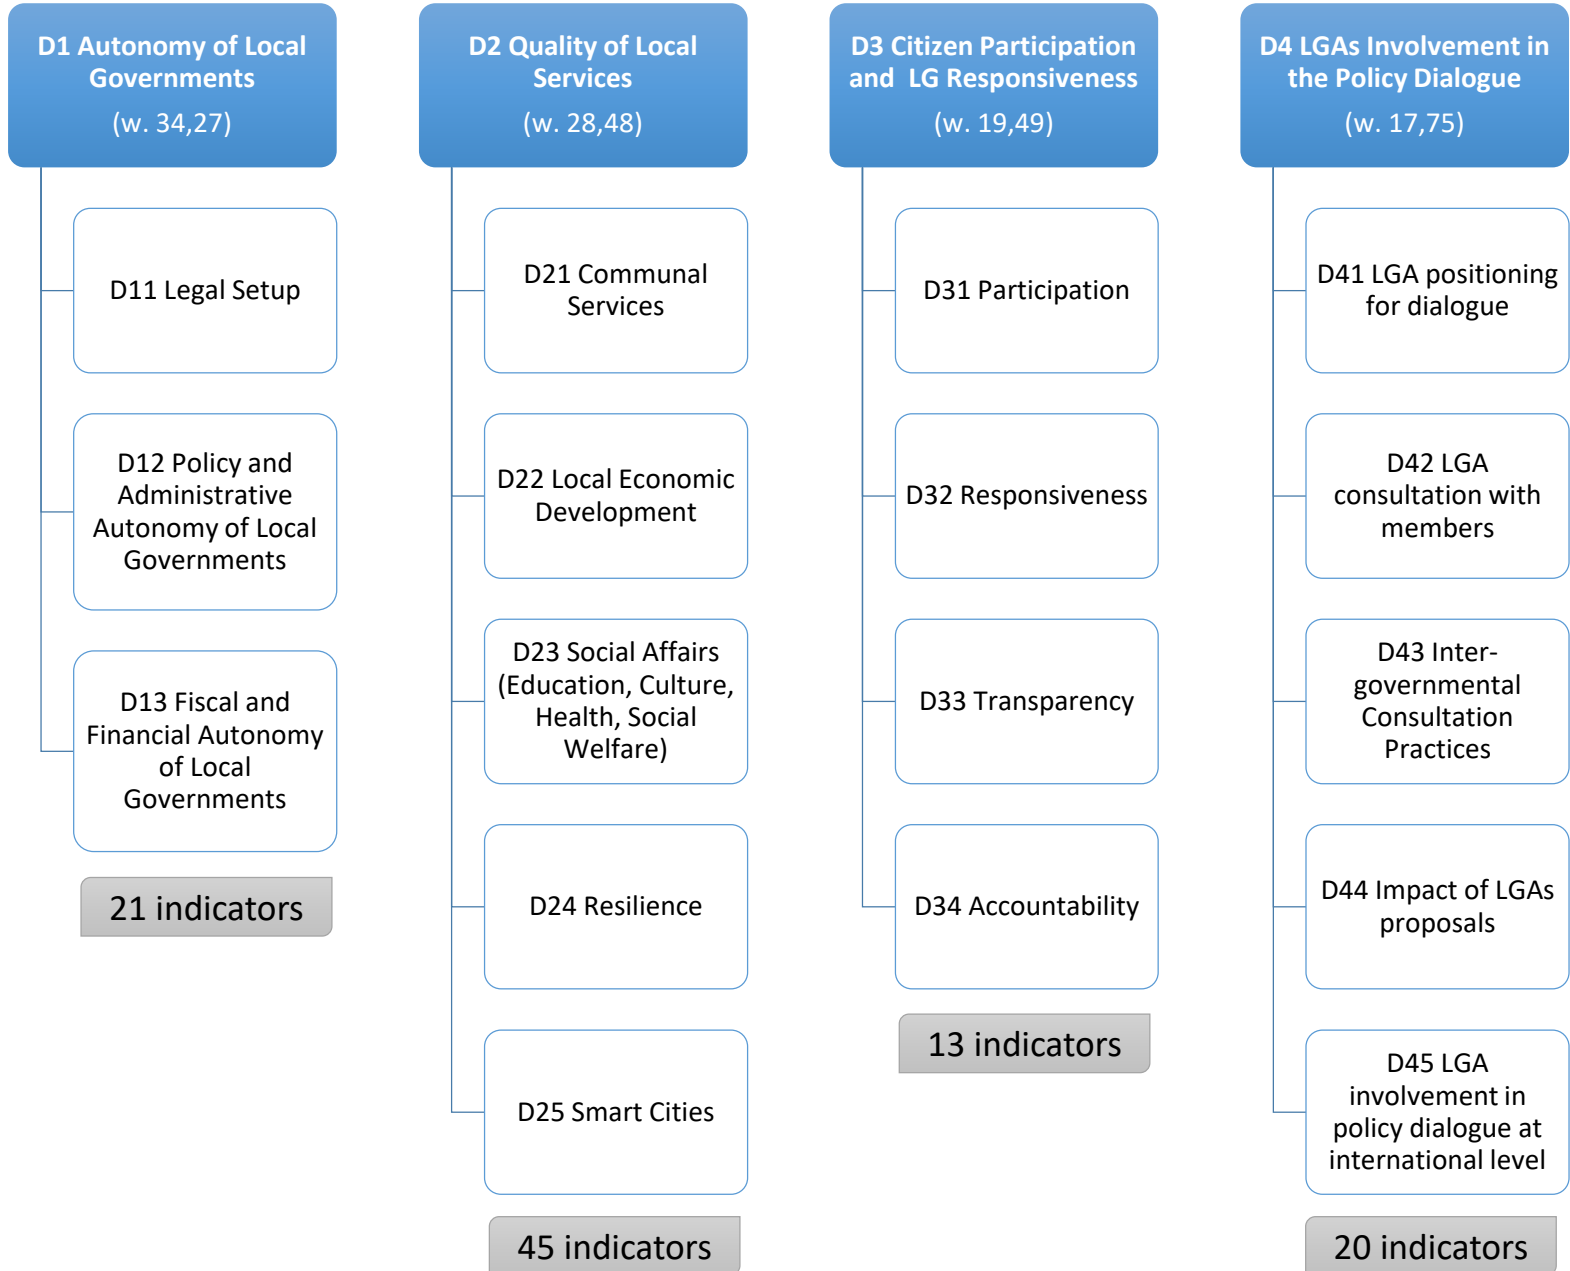 D1 Autonomy of Local
Governments
(w. 34,27)
D11 Legal Setup
D12 Policy and
Administrative
Autonomy of Local
Governments
D13 Fiscal and
Financial Autonomy
of Local
Governments
21 indicators
D2 Quality of Local
Services
(w. 28,48)
D21 Communal
Services
D22 Local Economic
Development
D23 Social Affairs
(Education, Culture,
Health, Social
Welfare)
D24 Resilience
D25 Smart Cities
45 indicators
D3 Citizen Participation
and LG Responsiveness
(w. 19,49)
D31 Participation
D32 Responsiveness
D33 Transparency
D34 Accountability
13 indicators
D4 LGAs Involvement in
the Policy Dialogue
(w. 17,75)
D41 LGA positioning
for dialogue
D42 LGA
consultation with
members
D43 Inter-
governmental
Consultation
Practices
D44 Impact of LGAs
proposals
D45 LGA
involvement in
policy dialogue at
international level
20 indicators